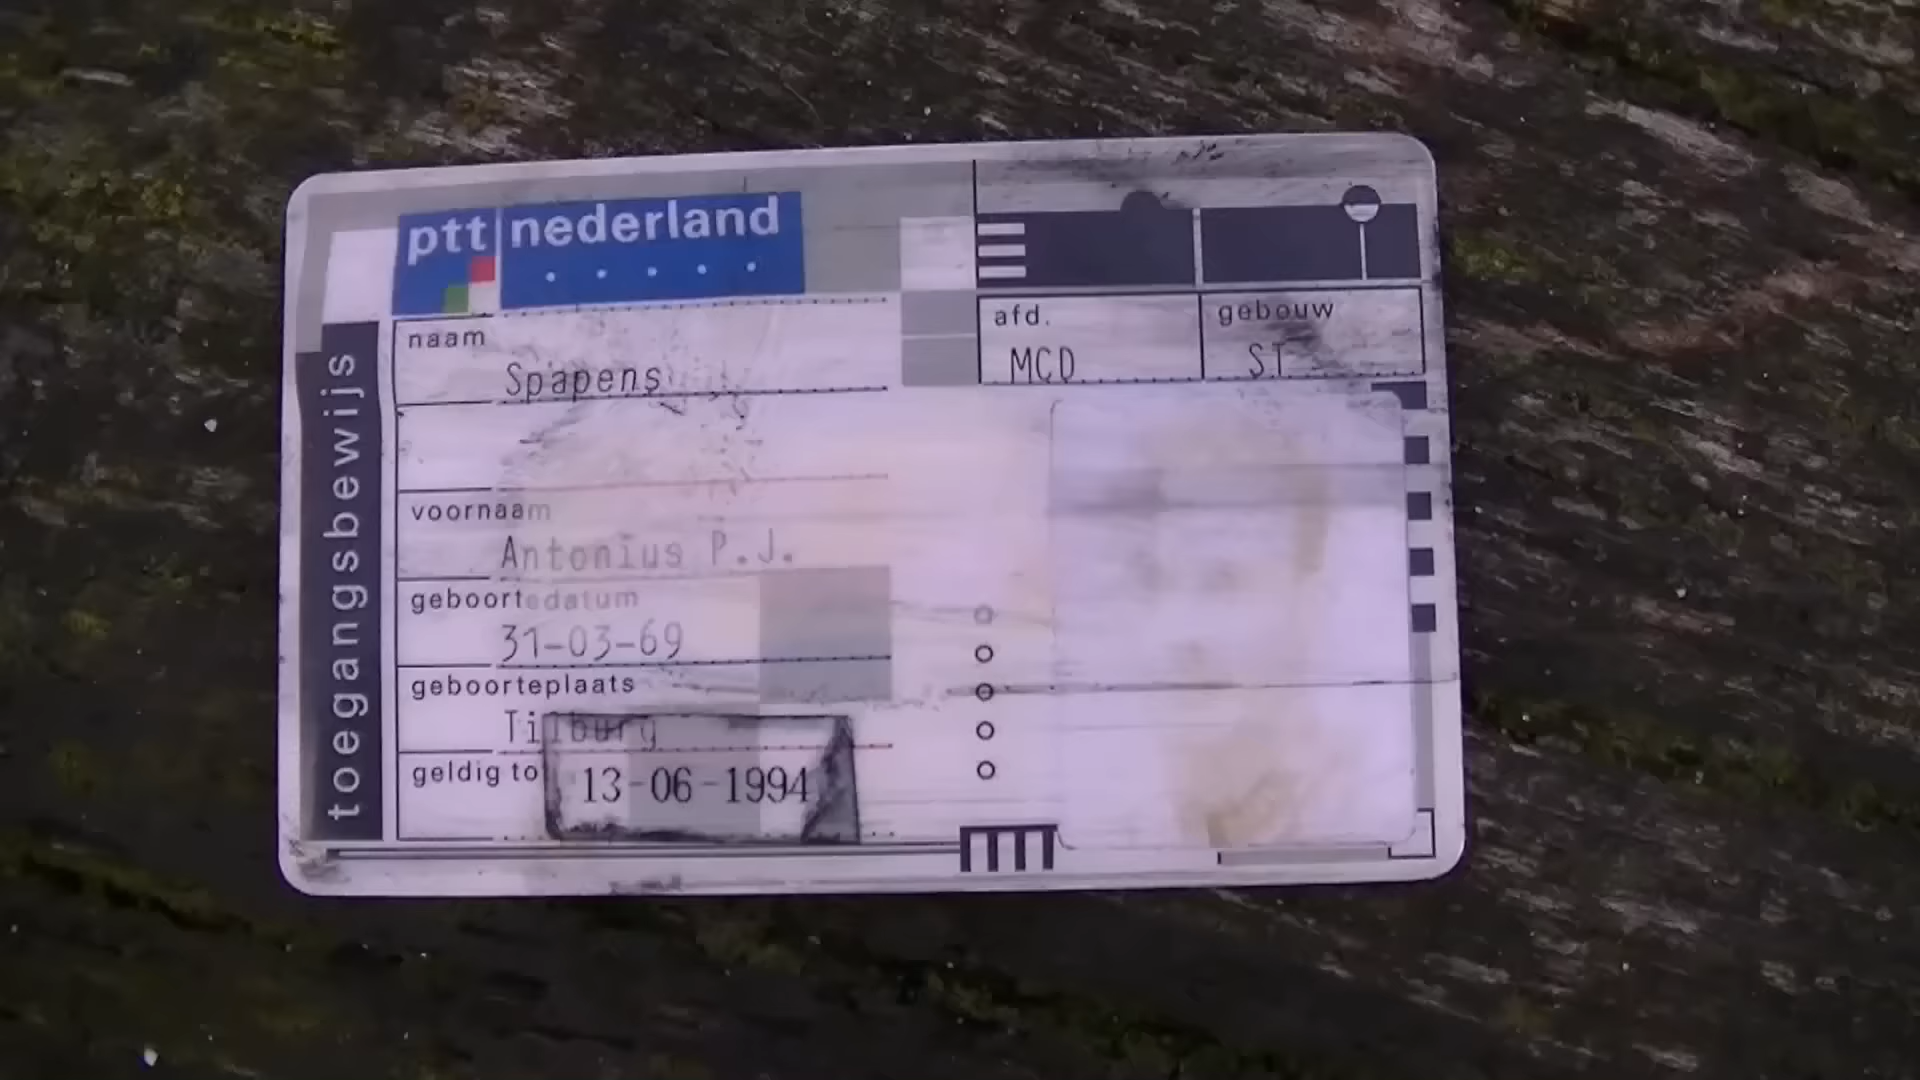 ptt nederland
toegangsbewijs
naam
Spapens
afd.
MCD
gebouw
ST
voornaam
Antonius P.J.
geboortedatum
31-03-69
geboorteplaats
Tilburg
geldig to
13-06-1994